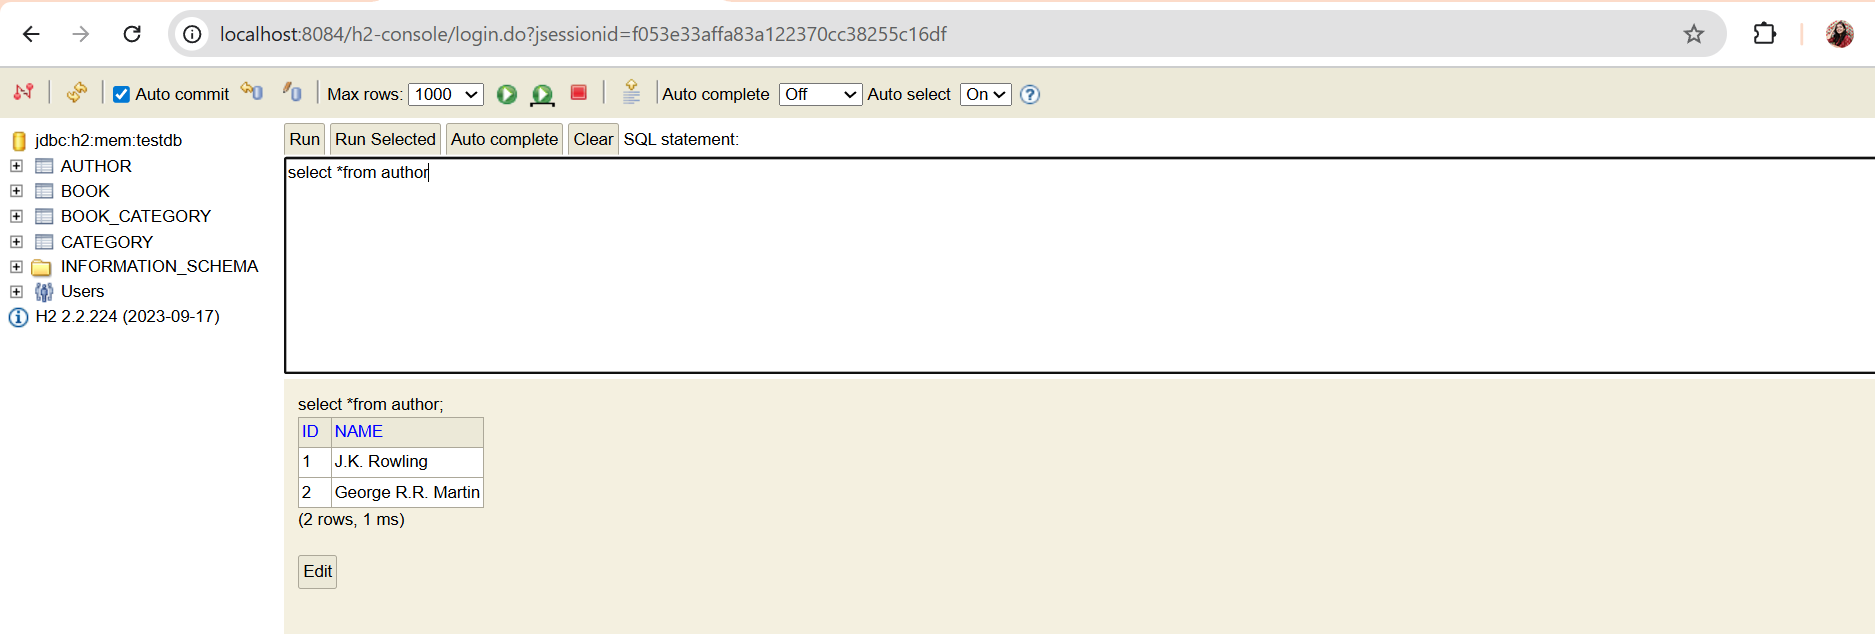 localhost:8084/h2-console/login.do?jsessionid=f053e33affa83a122370cc38255c16df
Auto commit Max rows: 1000 Auto complete Off Auto select On ?
jdbc:h2:mem:testdb
AUTHOR
BOOK
BOOK_CATEGORY
CATEGORY
INFORMATION_SCHEMA
Users
H2 2.2.224 (2023-09-17)
Run Run Selected Auto complete Clear SQL statement:
select *from author
select *from author;
ID NAME
1 J.K. Rowling
2 George R.R. Martin
(2 rows, 1 ms)
Edit